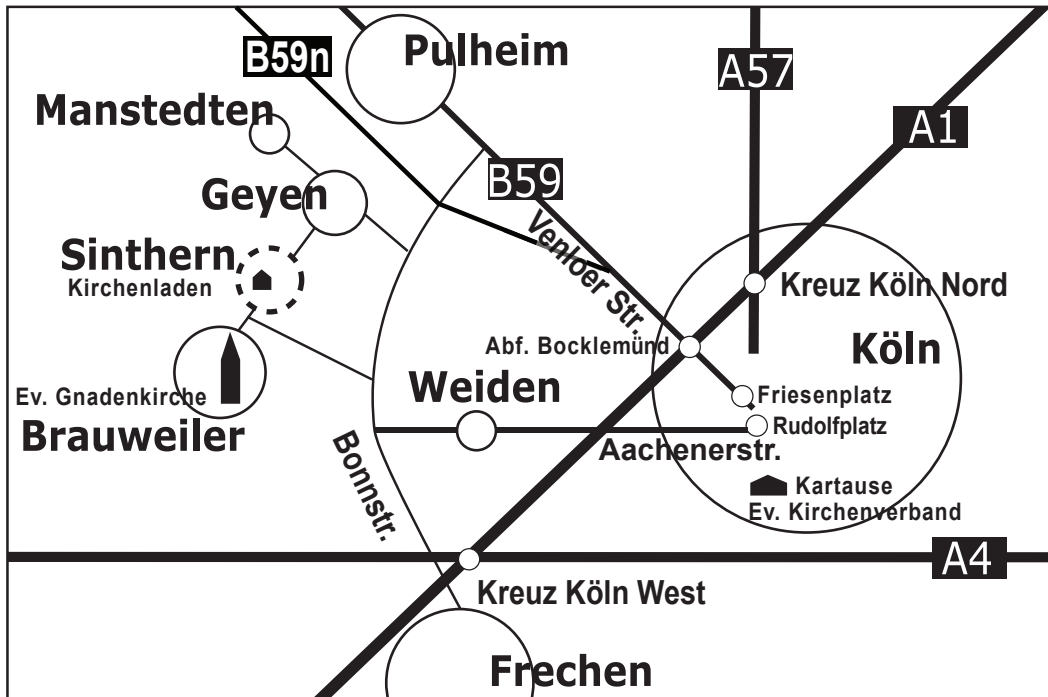 B59n
Pulheim
A57
Manstedten
A1
B59
Geyen
Venloer Str.
Sinthern
Kirchenladen
Kreuz Köln Nord
Abf. Bocklemünd
Köln
Weiden
Ev. Gnadenkirche
Friesenplatz
Brauweiler
Rudolfplatz
Aachenerstr.
Bonnstr.
Kartause
Ev. Kirchenverband
A4
Kreuz Köln West
Frechen